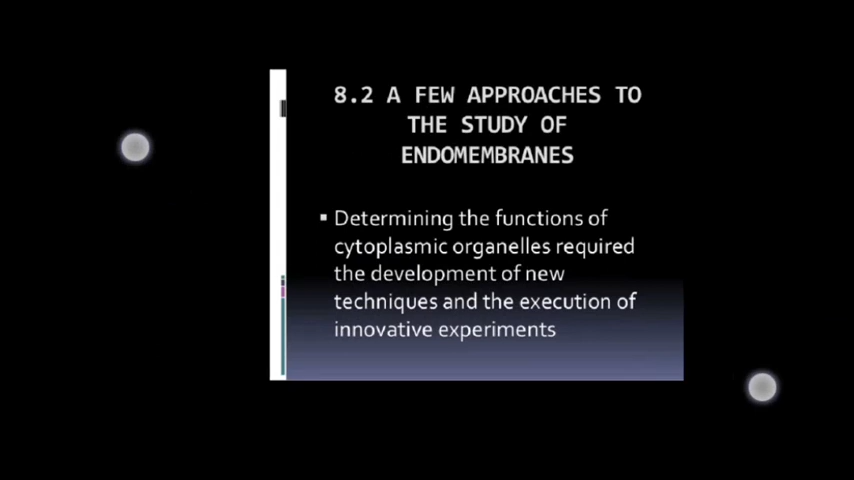 8.2 A FEW APPROACHES TO
THE STUDY OF
ENDOMEMBRANES
▪ Determining the functions of
cytoplasmic organelles required
the development of new
techniques and the execution of
innovative experiments